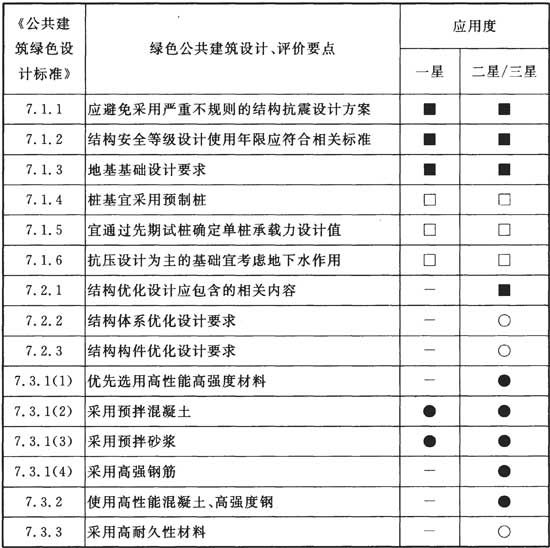 《公共建
筑绿色设
计标准》
绿色公共建筑设计、评价要点
应用度
一星 二星/三星
7.1.1 应避免采用严重不规则的结构抗震设计方案 ■ ■
7.1.2 结构安全等级设计使用年限应符合相关标准 ■ ■
7.1.3 地基基础设计要求 ■ ■
7.1.4 桩基宜采用预制桩 □ □
7.1.5 宜通过先期试桩确定单桩承载力设计值 □ □
7.1.6 抗压设计为主的基础宜考虑地下水作用 □ □
7.2.1 结构优化设计应包含的相关内容 — ■
7.2.2 结构体系优化设计要求 — ○
7.2.3 结构构件优化设计要求 — ○
7.3.1(1) 优先选用高性能高强度材料 — ●
7.3.1(2) 采用预拌混凝土 ● ●
7.3.1(3) 采用预拌砂浆 ● ●
7.3.1(4) 采用高强钢筋 — ●
7.3.2 使用高性能混凝土、高强度钢 — ●
7.3.3 采用高耐久性材料 — ○